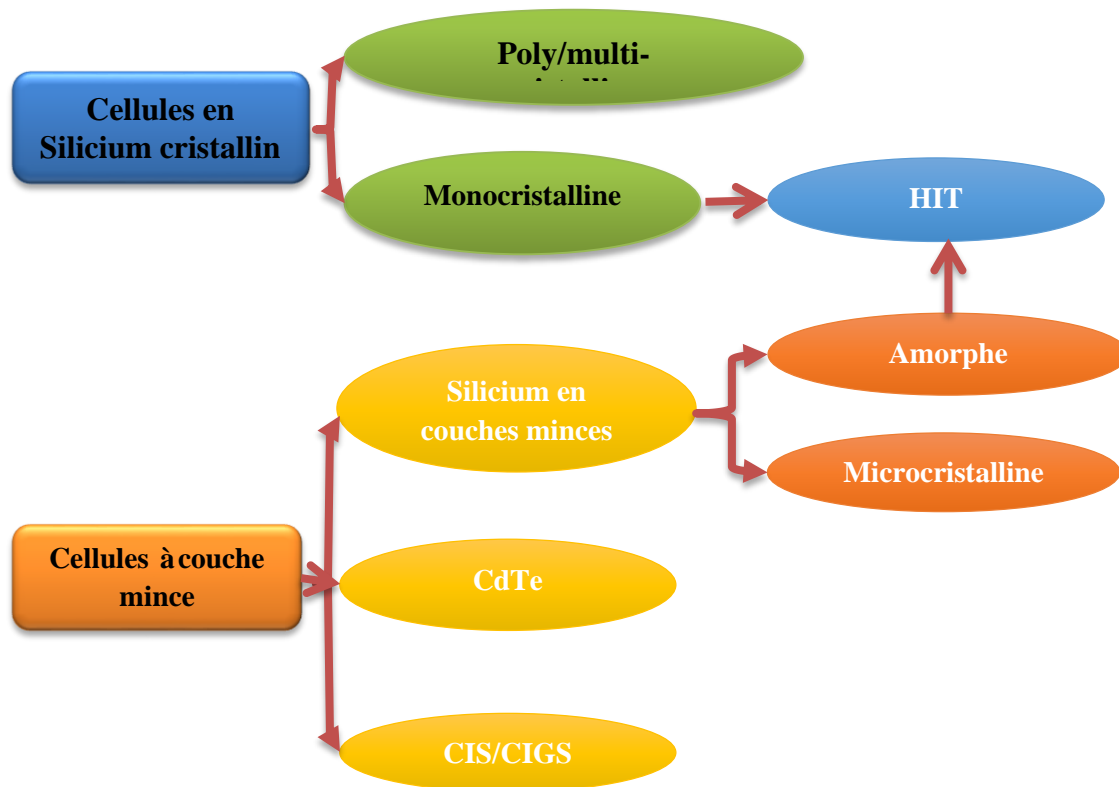 Poly/multi-
Cellules en
Silicium cristallin
Monocristalline
HIT
Amorphe
Silicium en
couches minces
Microcristalline
Cellules à couche
mince
CdTe
CIS/CIGS